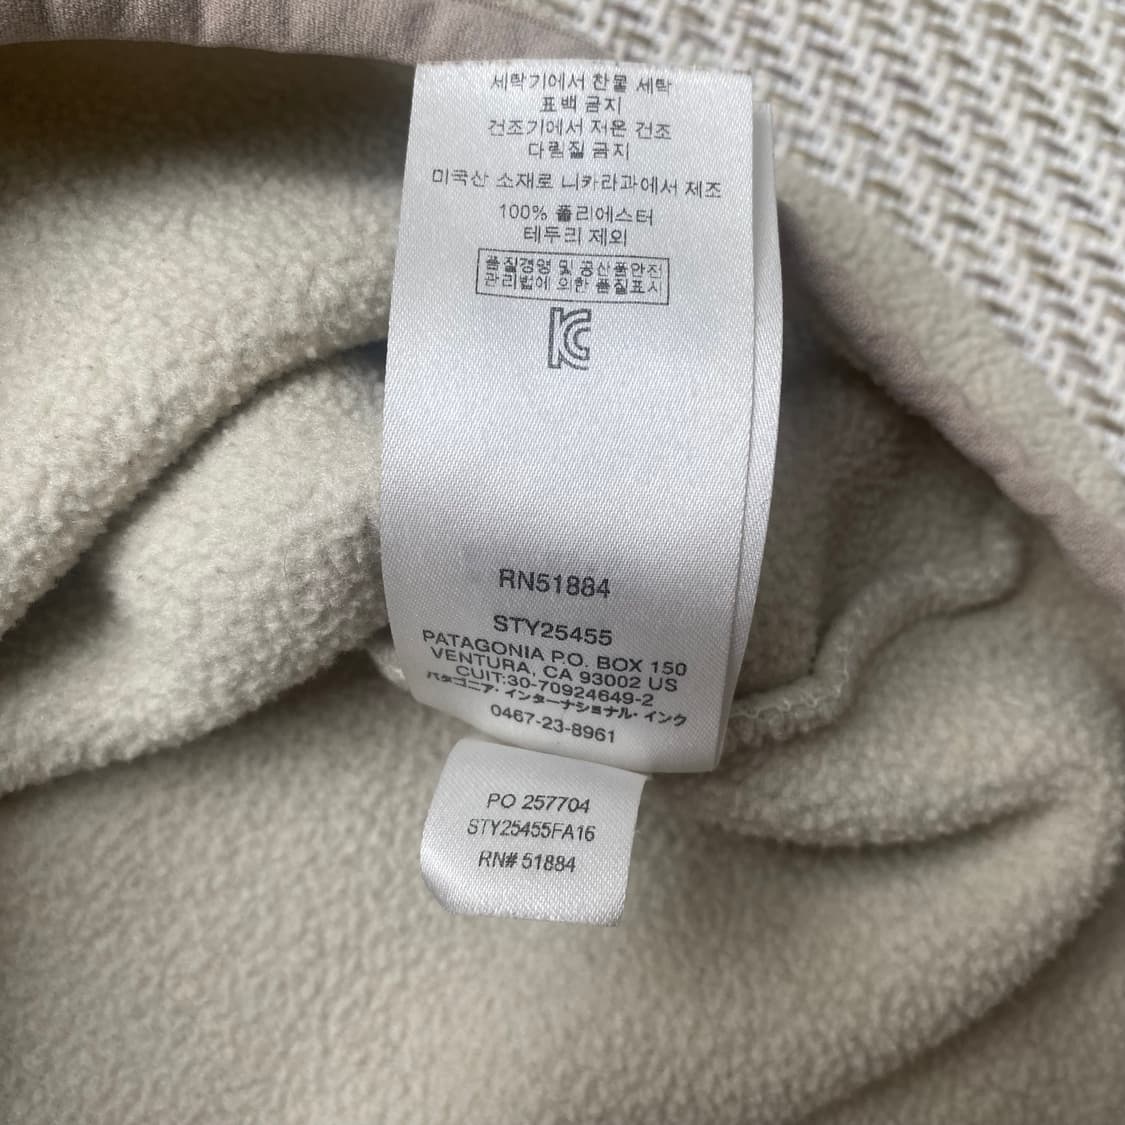 세탁기에서 찬물 세탁
표백 금지
건조기에서 저온 건조
다림질 금지
미국산 소재로 니카라과에서 제조
100% 폴리에스터
테두리 제외
품질경영 및 공산품안전
관리법에 의한 품질표시
KC
RN51884
STY25455
PATAGONIA P.O. BOX 150
VENTURA, CA 93002 US
CUIT:30-70924649-2
パタゴニア・インターナショナル・インク
0467-23-8961
PO 257704
STY25455FA16
RN# 51884